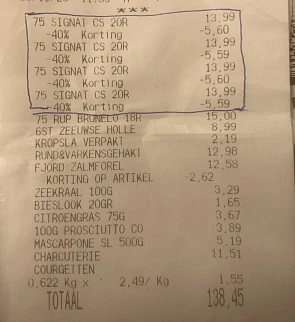 ***
75 SIGNAT CS 20R 13,99
-40% Korting -5,60
75 SIGNAT CS 20R 13,99
-40% Korting -5,59
75 SIGNAT CS 20R 13,99
-40% Korting -5,60
75 SIGNAT CS 20R 13,99
-40% Korting -5,59
75 RUP BRUNELO 18R 15,00
6ST ZEEUWSE HOLLE 8,99
KROPSLA VERPAKT 2,19
RUND&VARKENSGEHAKT 12,98
FJORD ZALMFOREL 12,58
KORTING OP ARTIKEL -2,62
ZEEKRAAL 100G 3,29
BIESLOOK 20GR 1,65
CITROENGRAS 75G 3,67
100G PROSCIUTTO CO 3,89
MASCARPONE SL 500G 5,19
CHARCUTERIE 11,51
COURGETTEN
0,622 Kg x 2,49/ Kg 1,55
TOTAAL 138,45